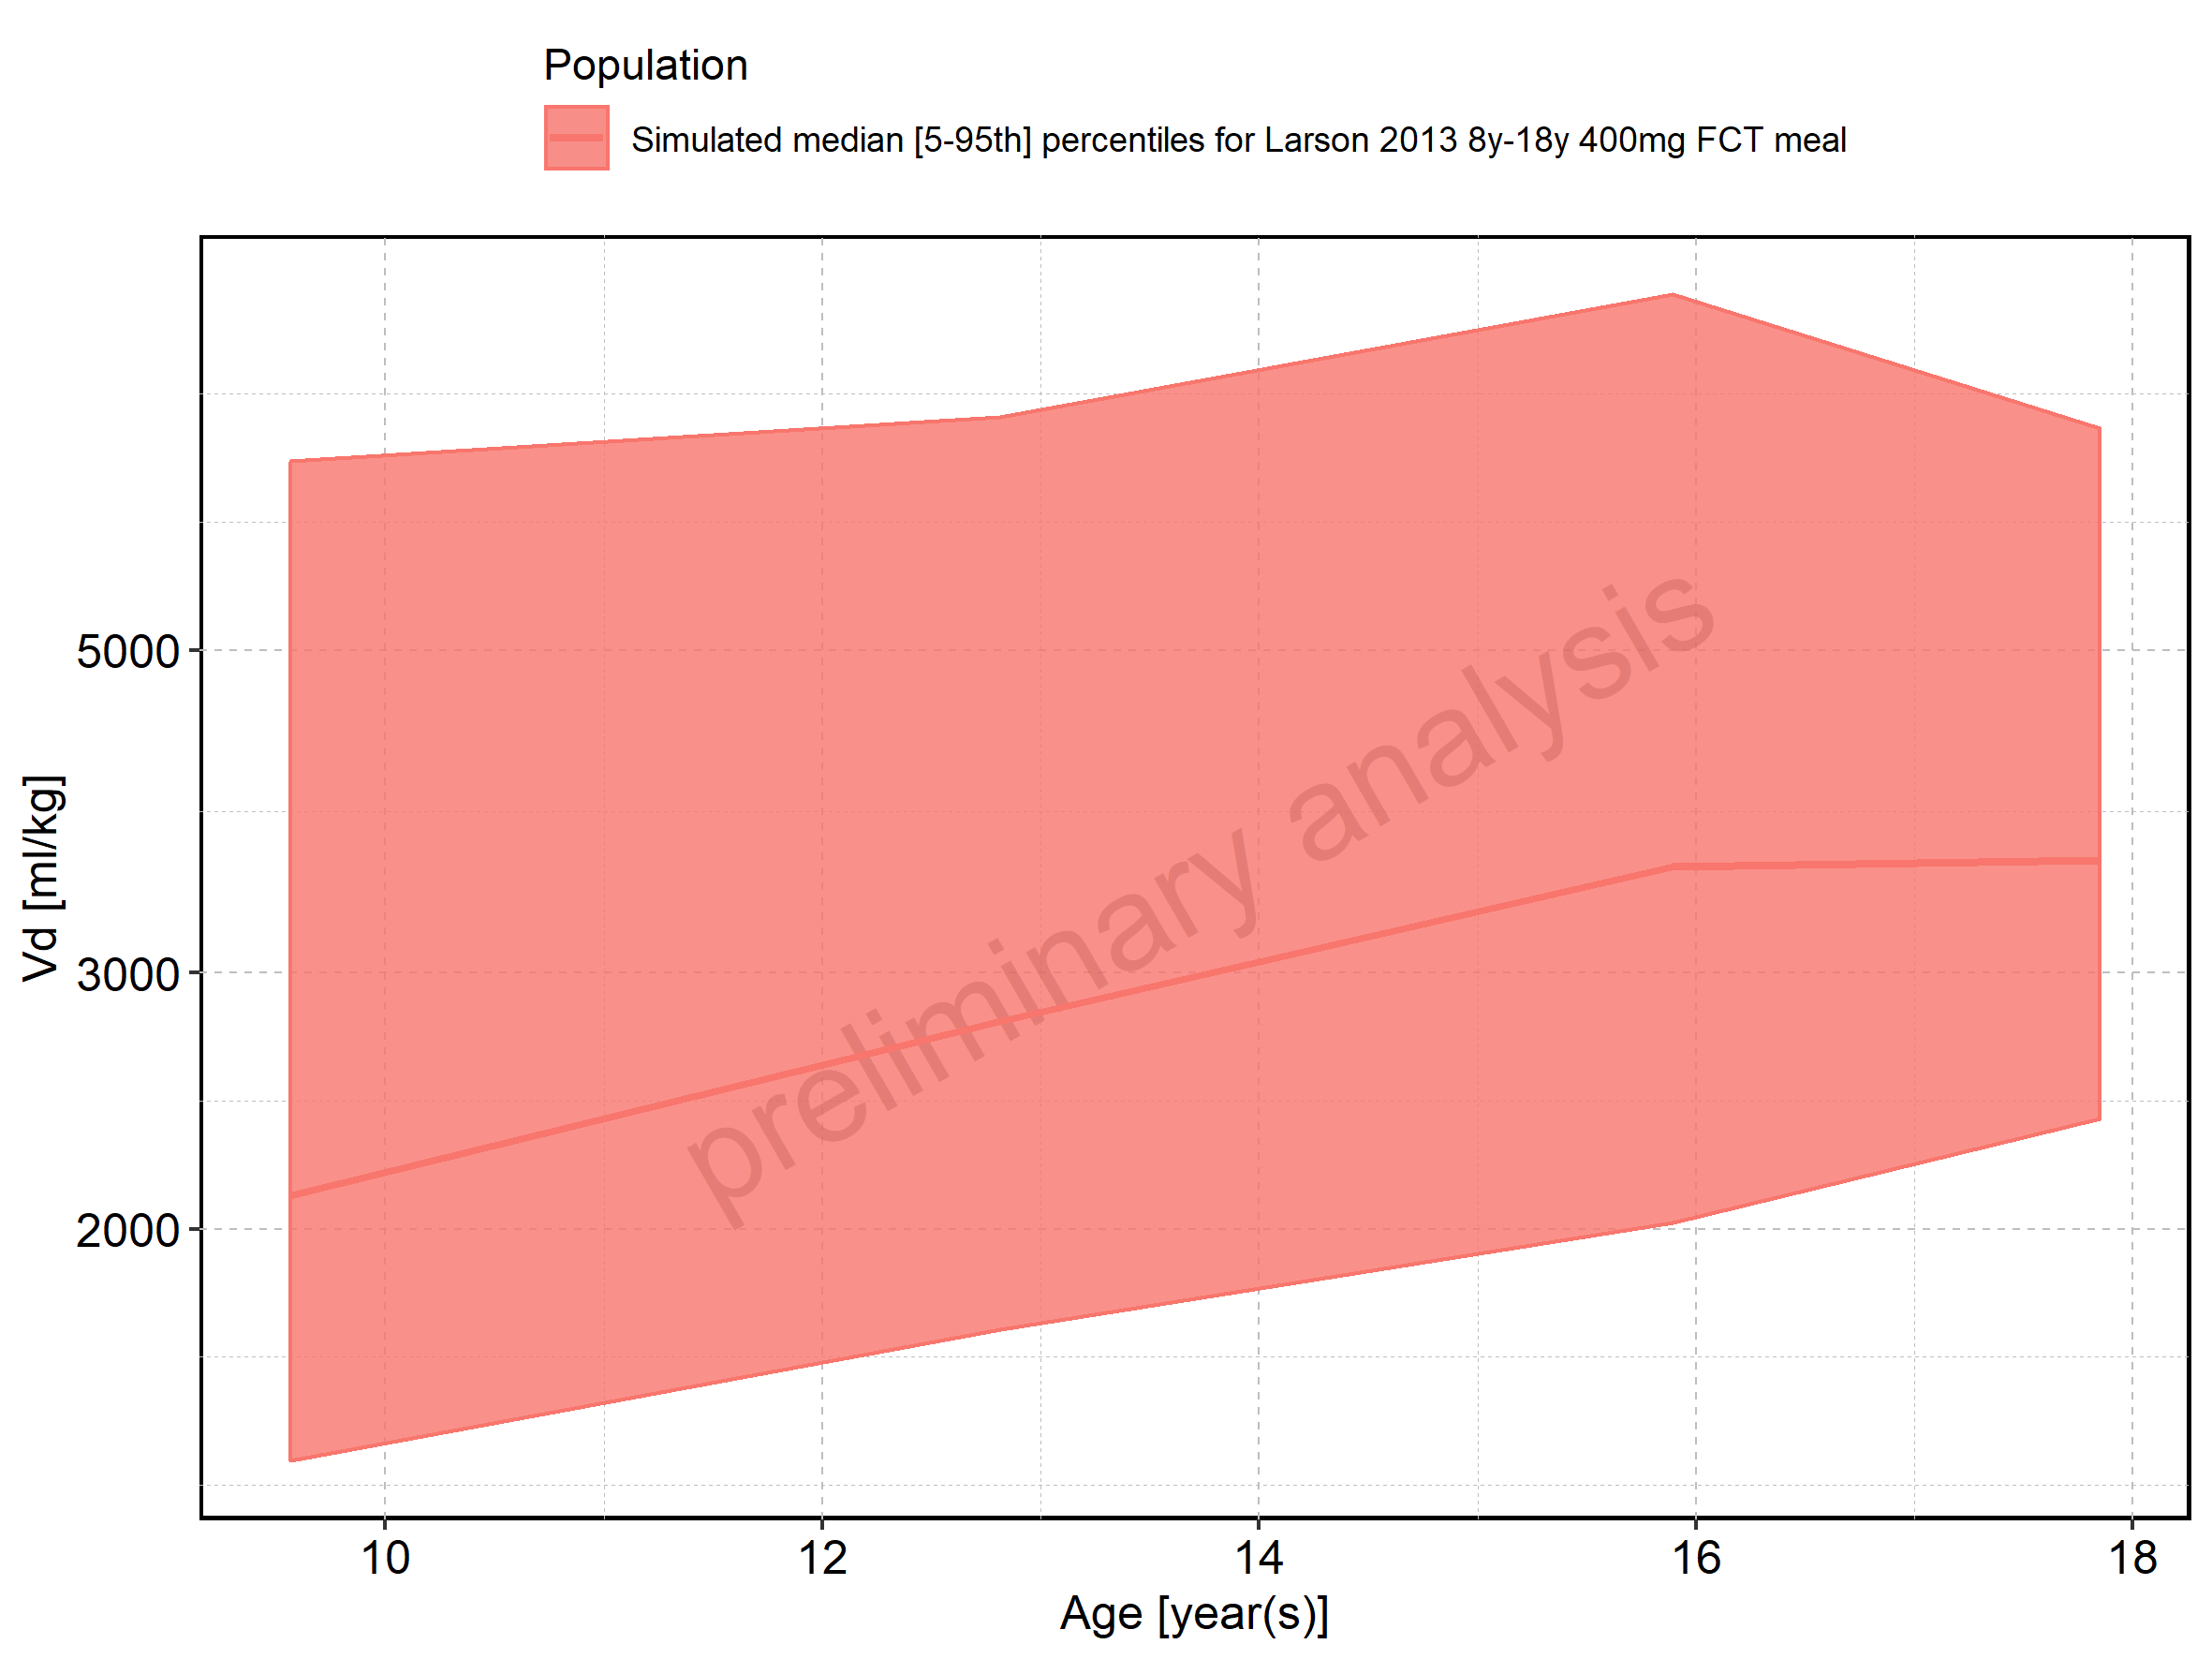 Population
Simulated median [5-95th] percentiles for Larson 2013 8y-18y 400mg FCT meal
5000
3000
2000
Vd [ml/kg]
preliminary analysis
10 12 14 16 18
Age [year(s)]